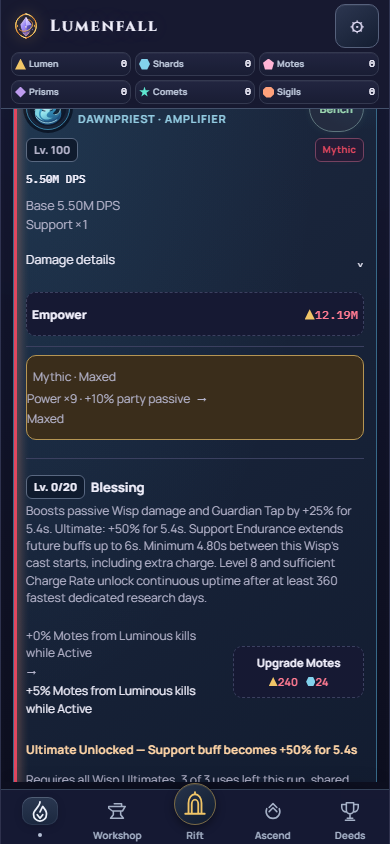 LUMENFALL
Lumen 0
Shards 0
Motes 0
Prisms 0
Comets 0
Sigils 0
DAWNPRIEST · AMPLIFIER
Bench
Lv. 100
Mythic
5.50M DPS
Base 5.50M DPS
Support ×1
Damage details
Empower
12.19M
Mythic · Maxed
Power ×9 · +10% party passive →
Maxed
Lv. 0/20 Blessing
Boosts passive Wisp damage and Guardian Tap by +25% for
5.4s. Ultimate: +50% for 5.4s. Support Endurance extends
future buffs up to 6s. Minimum 4.80s between this Wisp's
cast starts, including extra charge. Level 8 and sufficient
Charge Rate unlock continuous uptime after at least 360
fastest dedicated research days.
+0% Motes from Luminous kills
while Active
→
+5% Motes from Luminous kills
while Active
Upgrade Motes
240 24
Ultimate Unlocked — Support buff becomes +50% for 5.4s
Requires all Wisp Ultimates. 3 of 3 uses left this run, shared
Workshop
Rift
Ascend
Deeds